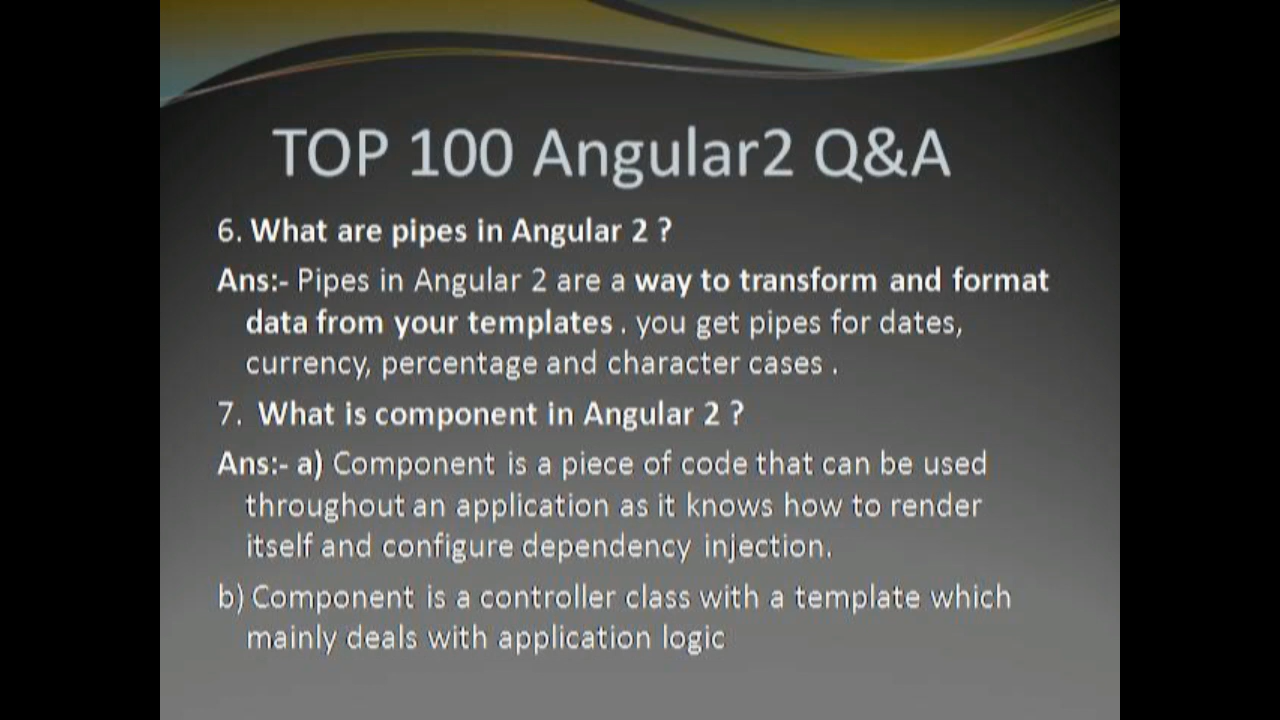 TOP 100 Angular2 Q&A
6. What are pipes in Angular 2 ?
Ans:- Pipes in Angular 2 are a way to transform and format
data from your templates . you get pipes for dates,
currency, percentage and character cases .
7. What is component in Angular 2 ?
Ans:- a) Component is a piece of code that can be used
throughout an application as it knows how to render
itself and configure dependency injection.
b) Component is a controller class with a template which
mainly deals with application logic